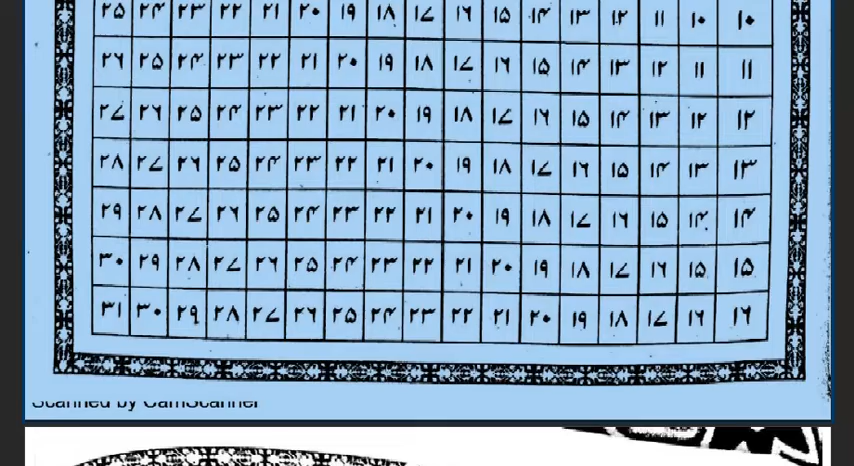 ۱۰ ۱۰ ۱۱ ۱۲ ۱۳ ۱۴ ۱۵ ۱۶ ۱۷ ۱۸ ۱۹ ۲۰ ۲۱ ۲۲ ۲۳ ۲۴ ۲۵
۱۱ ۱۱ ۱۲ ۱۳ ۱۴ ۱۵ ۱۶ ۱۷ ۱۸ ۱۹ ۲۰ ۲۱ ۲۲ ۲۳ ۲۴ ۲۵ ۲۶
۱۲ ۱۲ ۱۳ ۱۴ ۱۵ ۱۶ ۱۷ ۱۸ ۱۹ ۲۰ ۲۱ ۲۲ ۲۳ ۲۴ ۲۵ ۲۶ ۲۷
۱۳ ۱۳ ۱۴ ۱۵ ۱۶ ۱۷ ۱۸ ۱۹ ۲۰ ۲۱ ۲۲ ۲۳ ۲۴ ۲۵ ۲۶ ۲۷ ۲۸
۱۴ ۱۴ ۱۵ ۱۶ ۱۷ ۱۸ ۱۹ ۲۰ ۲۱ ۲۲ ۲۳ ۲۴ ۲۵ ۲۶ ۲۷ ۲۸ ۲۹
۱۵ ۱۵ ۱۶ ۱۷ ۱۸ ۱۹ ۲۰ ۲۱ ۲۲ ۲۳ ۲۴ ۲۵ ۲۶ ۲۷ ۲۸ ۲۹ ۳۰
۱۶ ۱۶ ۱۷ ۱۸ ۱۹ ۲۰ ۲۱ ۲۲ ۲۳ ۲۴ ۲۵ ۲۶ ۲۷ ۲۸ ۲۹ ۳۰ ۳۱
Scanned by CamScanner